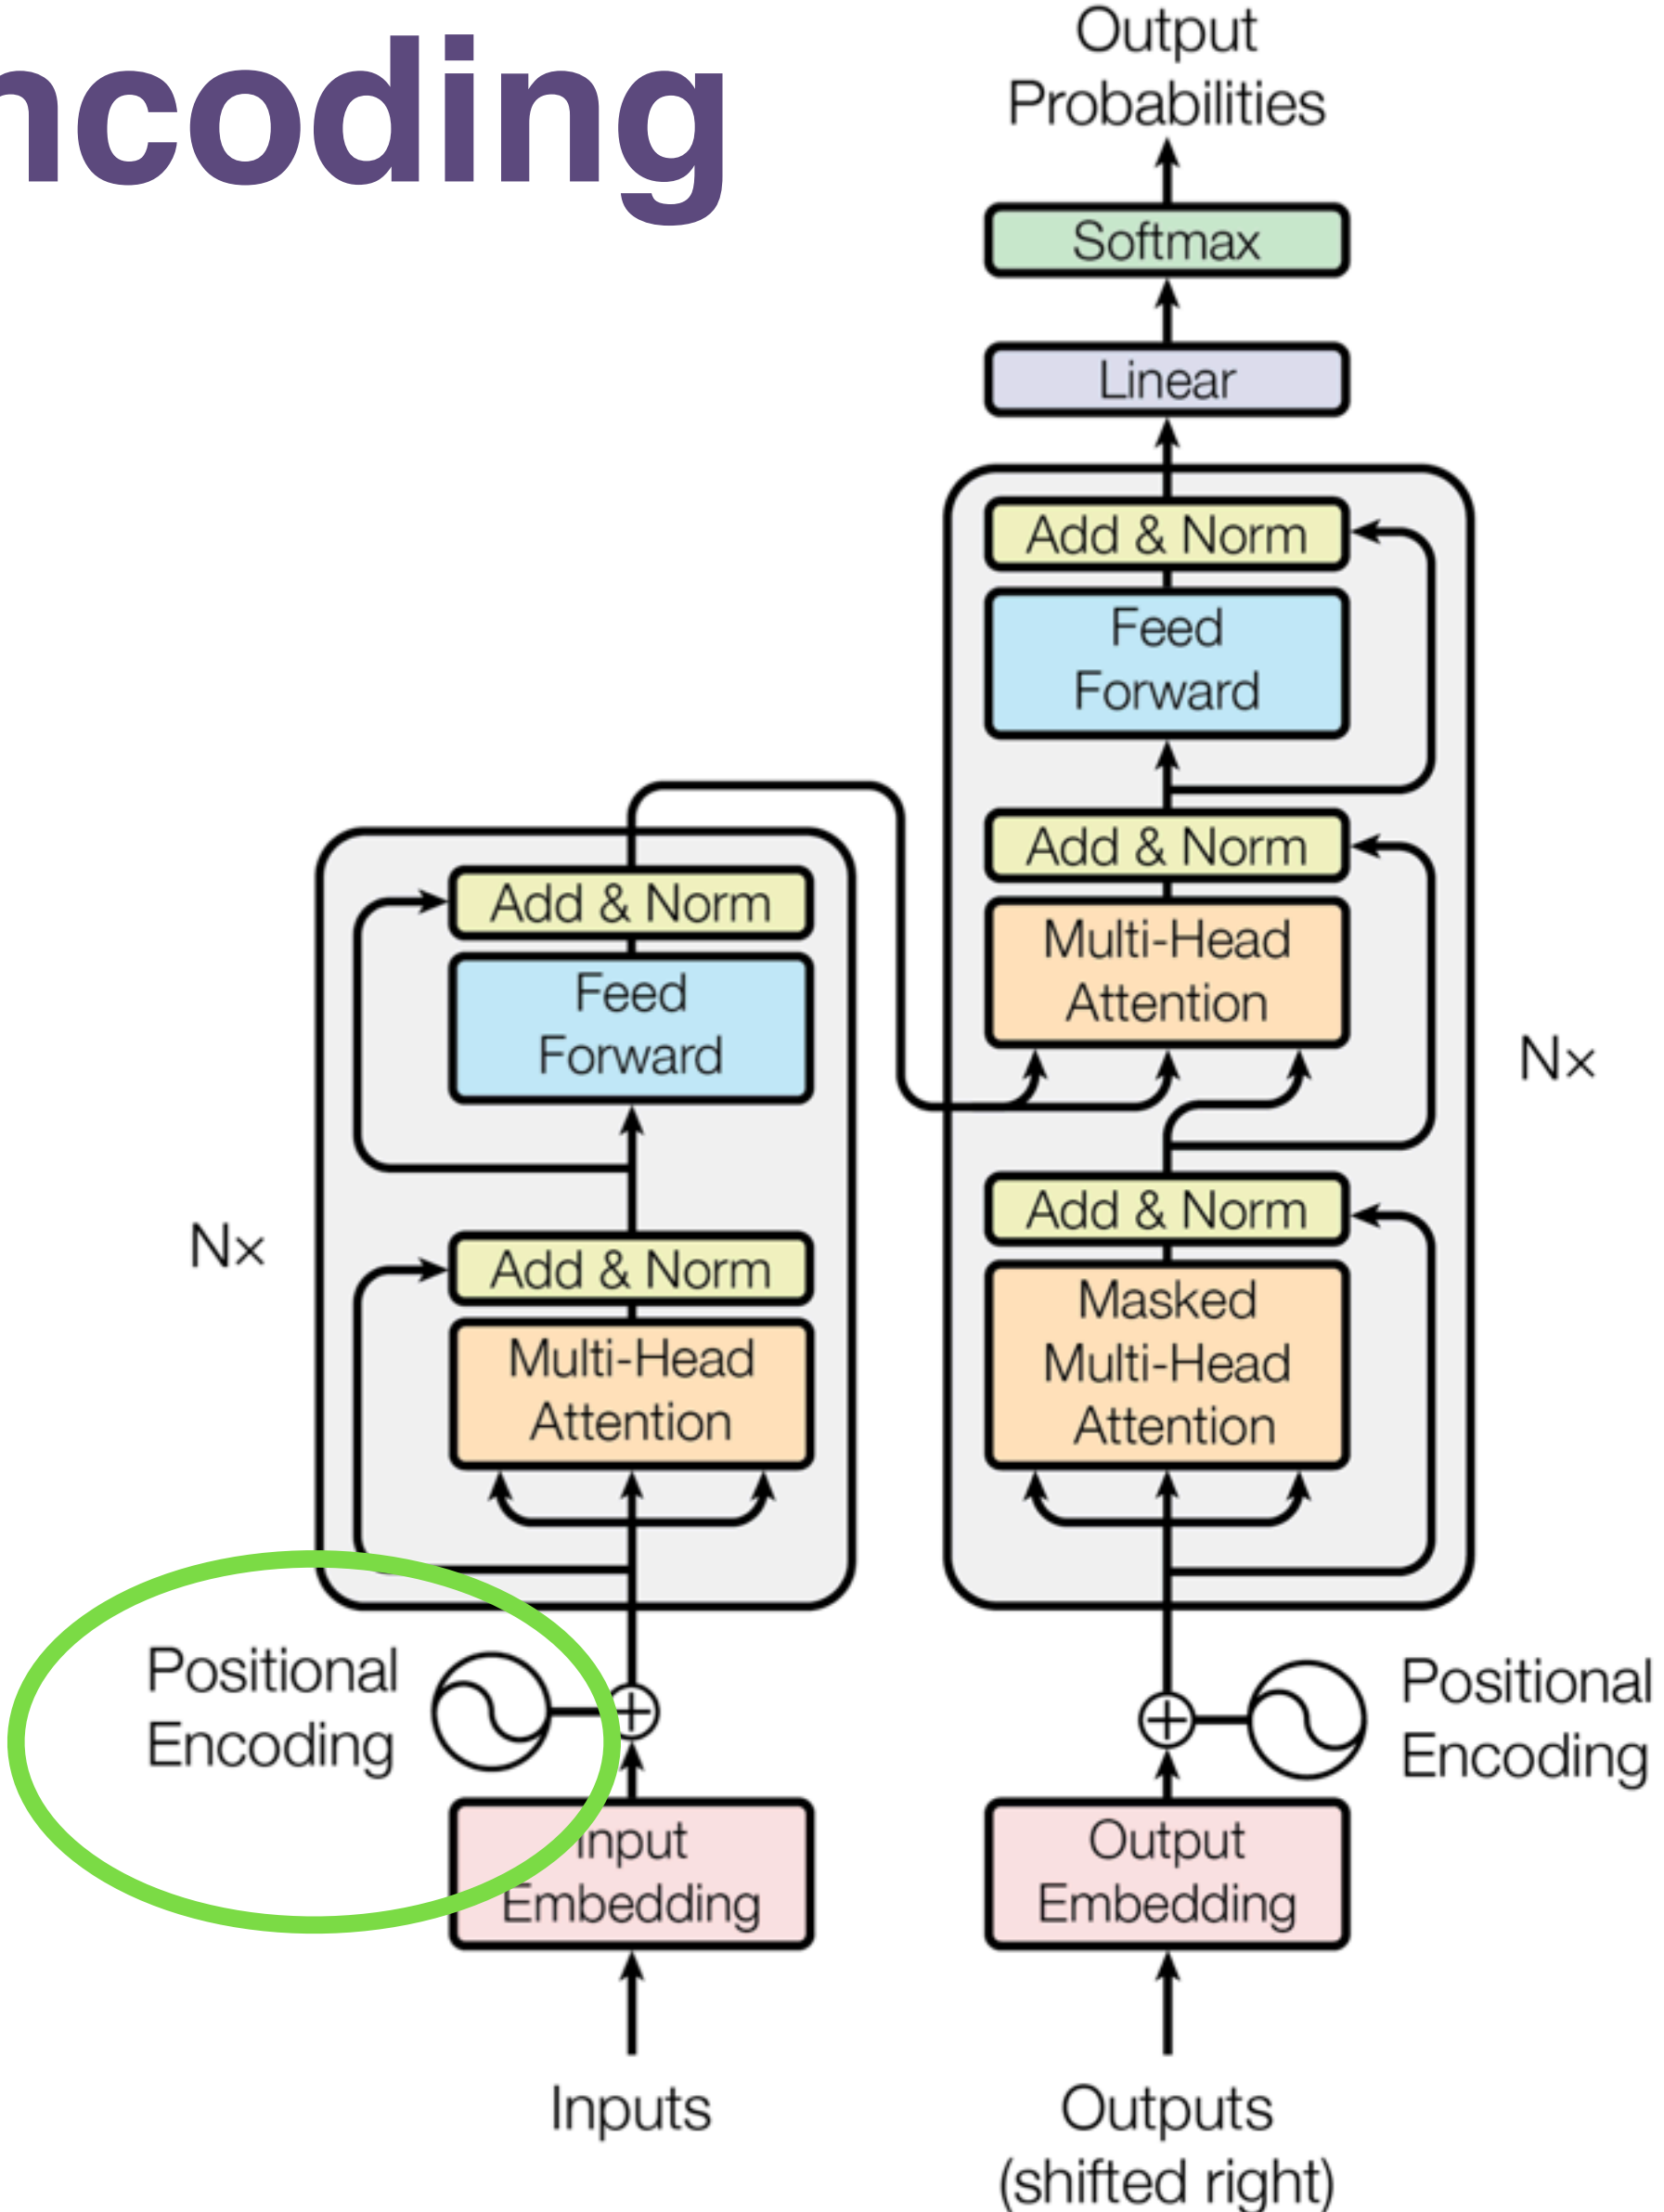 ncoding
Output
Probabilities
Softmax
Linear
Add & Norm
Feed
Forward
Add & Norm
Multi-Head
Attention
Add & Norm
Masked
Multi-Head
Attention
Nx
Add & Norm
Feed
Forward
Add & Norm
Multi-Head
Attention
Nx
Positional
Encoding
Input
Embedding
Inputs
Positional
Encoding
Output
Embedding
Outputs
(shifted right)